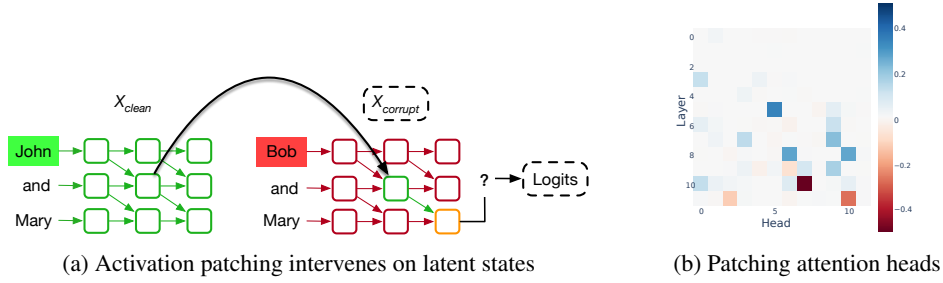 X_clean
X_corrupt
John
and
Mary
Bob
and
Mary
?
Logits
(a) Activation patching intervenes on latent states
Layer
0
2
4
6
8
10
0
5
10
Head
0.4
0.2
0
−0.2
−0.4
(b) Patching attention heads